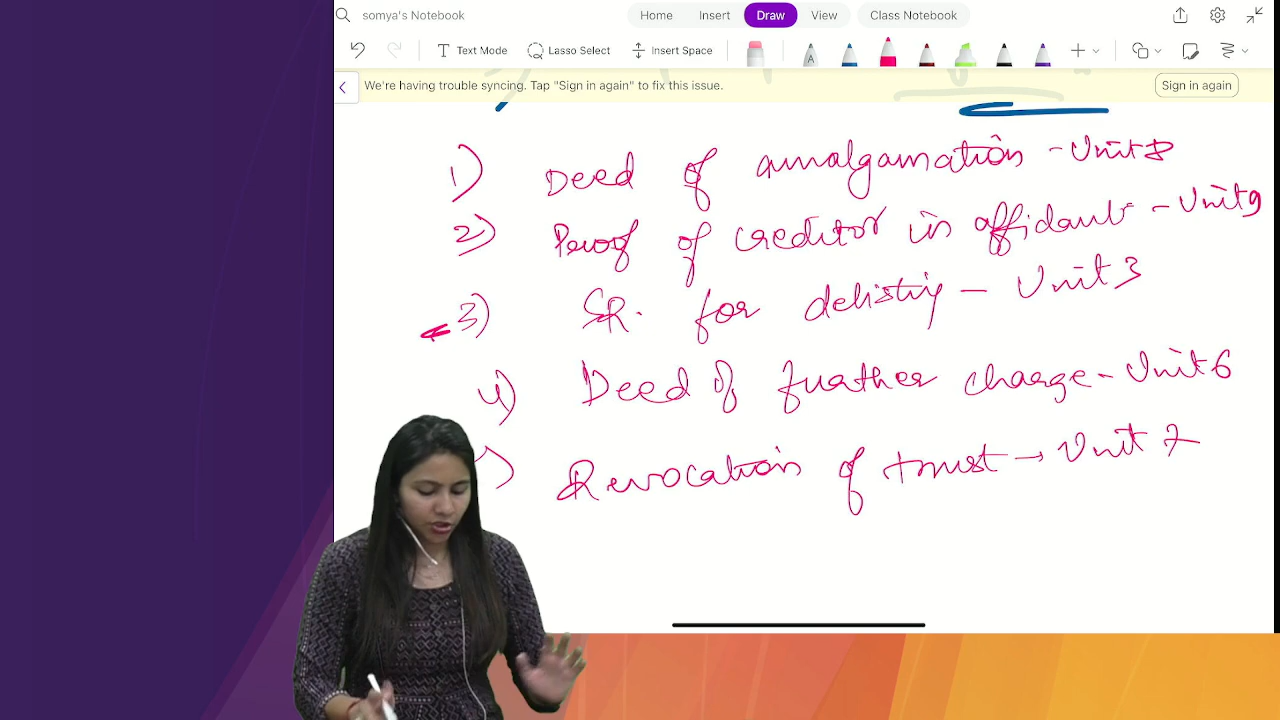 somya's Notebook
Home Insert Draw View Class Notebook
Text Mode Lasso Select Insert Space
We're having trouble syncing. Tap "Sign in again" to fix this issue. Sign in again
1) Deed of amalgamation - Unit 8
2) Proof of creditor in affidavit - Unit 9
3) SR. for delisting - Unit 3
4) Deed of further charge - Unit 6
) Revocation of trust → Unit 7